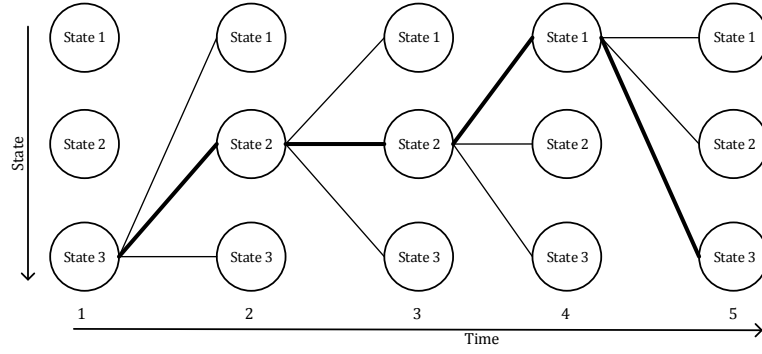 State 1 State 1 State 1 State 1 State 1
State 2 State 2 State 2 State 2 State 2
State
State 3 State 3 State 3 State 3 State 3
1 2 3 4 5
Time